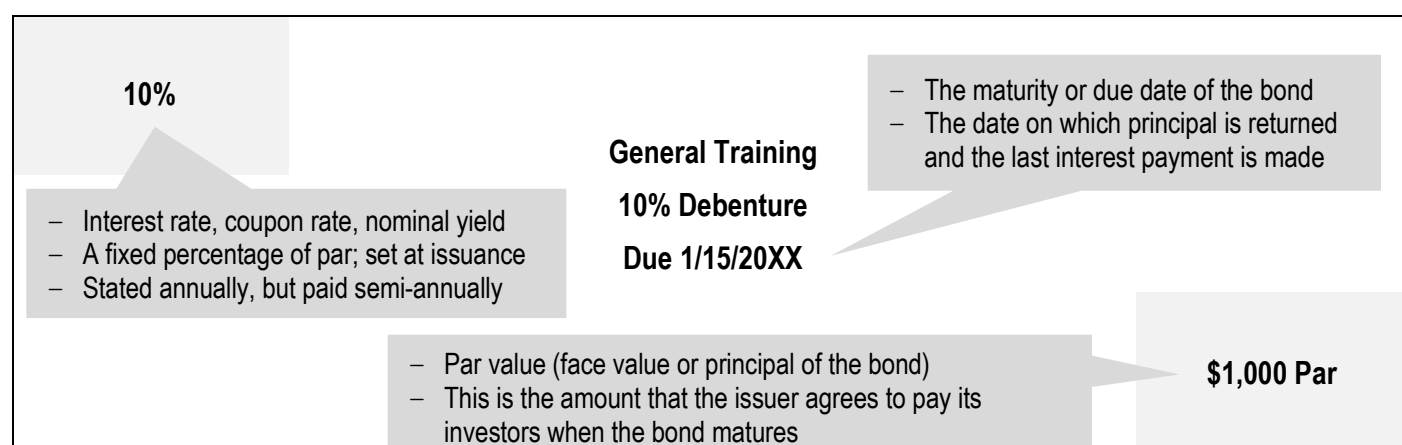 10%
– Interest rate, coupon rate, nominal yield
– A fixed percentage of par; set at issuance
– Stated annually, but paid semi-annually
General Training
10% Debenture
Due 1/15/20XX
– The maturity or due date of the bond
– The date on which principal is returned
and the last interest payment is made
– Par value (face value or principal of the bond)
– This is the amount that the issuer agrees to pay its
investors when the bond matures
$1,000 Par